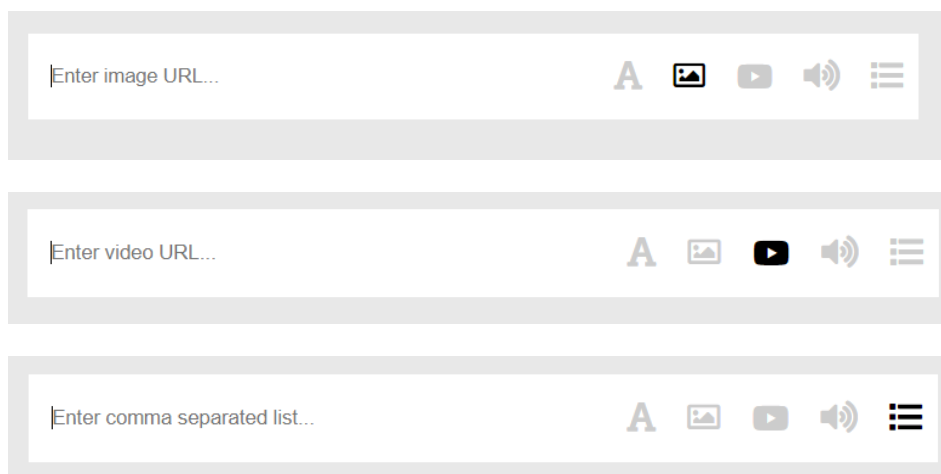 Enter image URL...
A
Enter video URL...
A
Enter comma separated list...
A